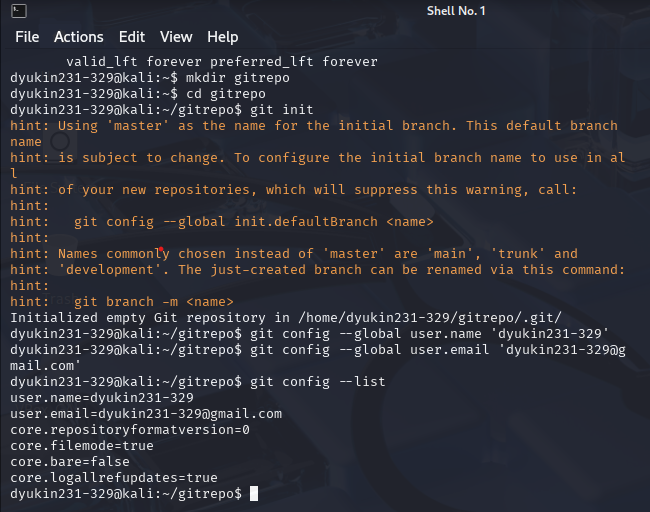 Shell No. 1
File Actions Edit View Help
       valid_lft forever preferred_lft forever
dyukin231-329@kali:~$ mkdir gitrepo
dyukin231-329@kali:~$ cd gitrepo
dyukin231-329@kali:~/gitrepo$ git init
hint: Using 'master' as the name for the initial branch. This default branch
name
hint: is subject to change. To configure the initial branch name to use in al
l
hint: of your new repositories, which will suppress this warning, call:
hint:
hint:   git config --global init.defaultBranch <name>
hint:
hint: Names commonly chosen instead of 'master' are 'main', 'trunk' and
hint: 'development'. The just-created branch can be renamed via this command:
hint:
hint:   git branch -m <name>
Initialized empty Git repository in /home/dyukin231-329/gitrepo/.git/
dyukin231-329@kali:~/gitrepo$ git config --global user.name 'dyukin231-329'
dyukin231-329@kali:~/gitrepo$ git config --global user.email 'dyukin231-329@g
mail.com'
dyukin231-329@kali:~/gitrepo$ git config --list
user.name=dyukin231-329
user.email=dyukin231-329@gmail.com
core.repositoryformatversion=0
core.filemode=true
core.bare=false
core.logallrefupdates=true
dyukin231-329@kali:~/gitrepo$